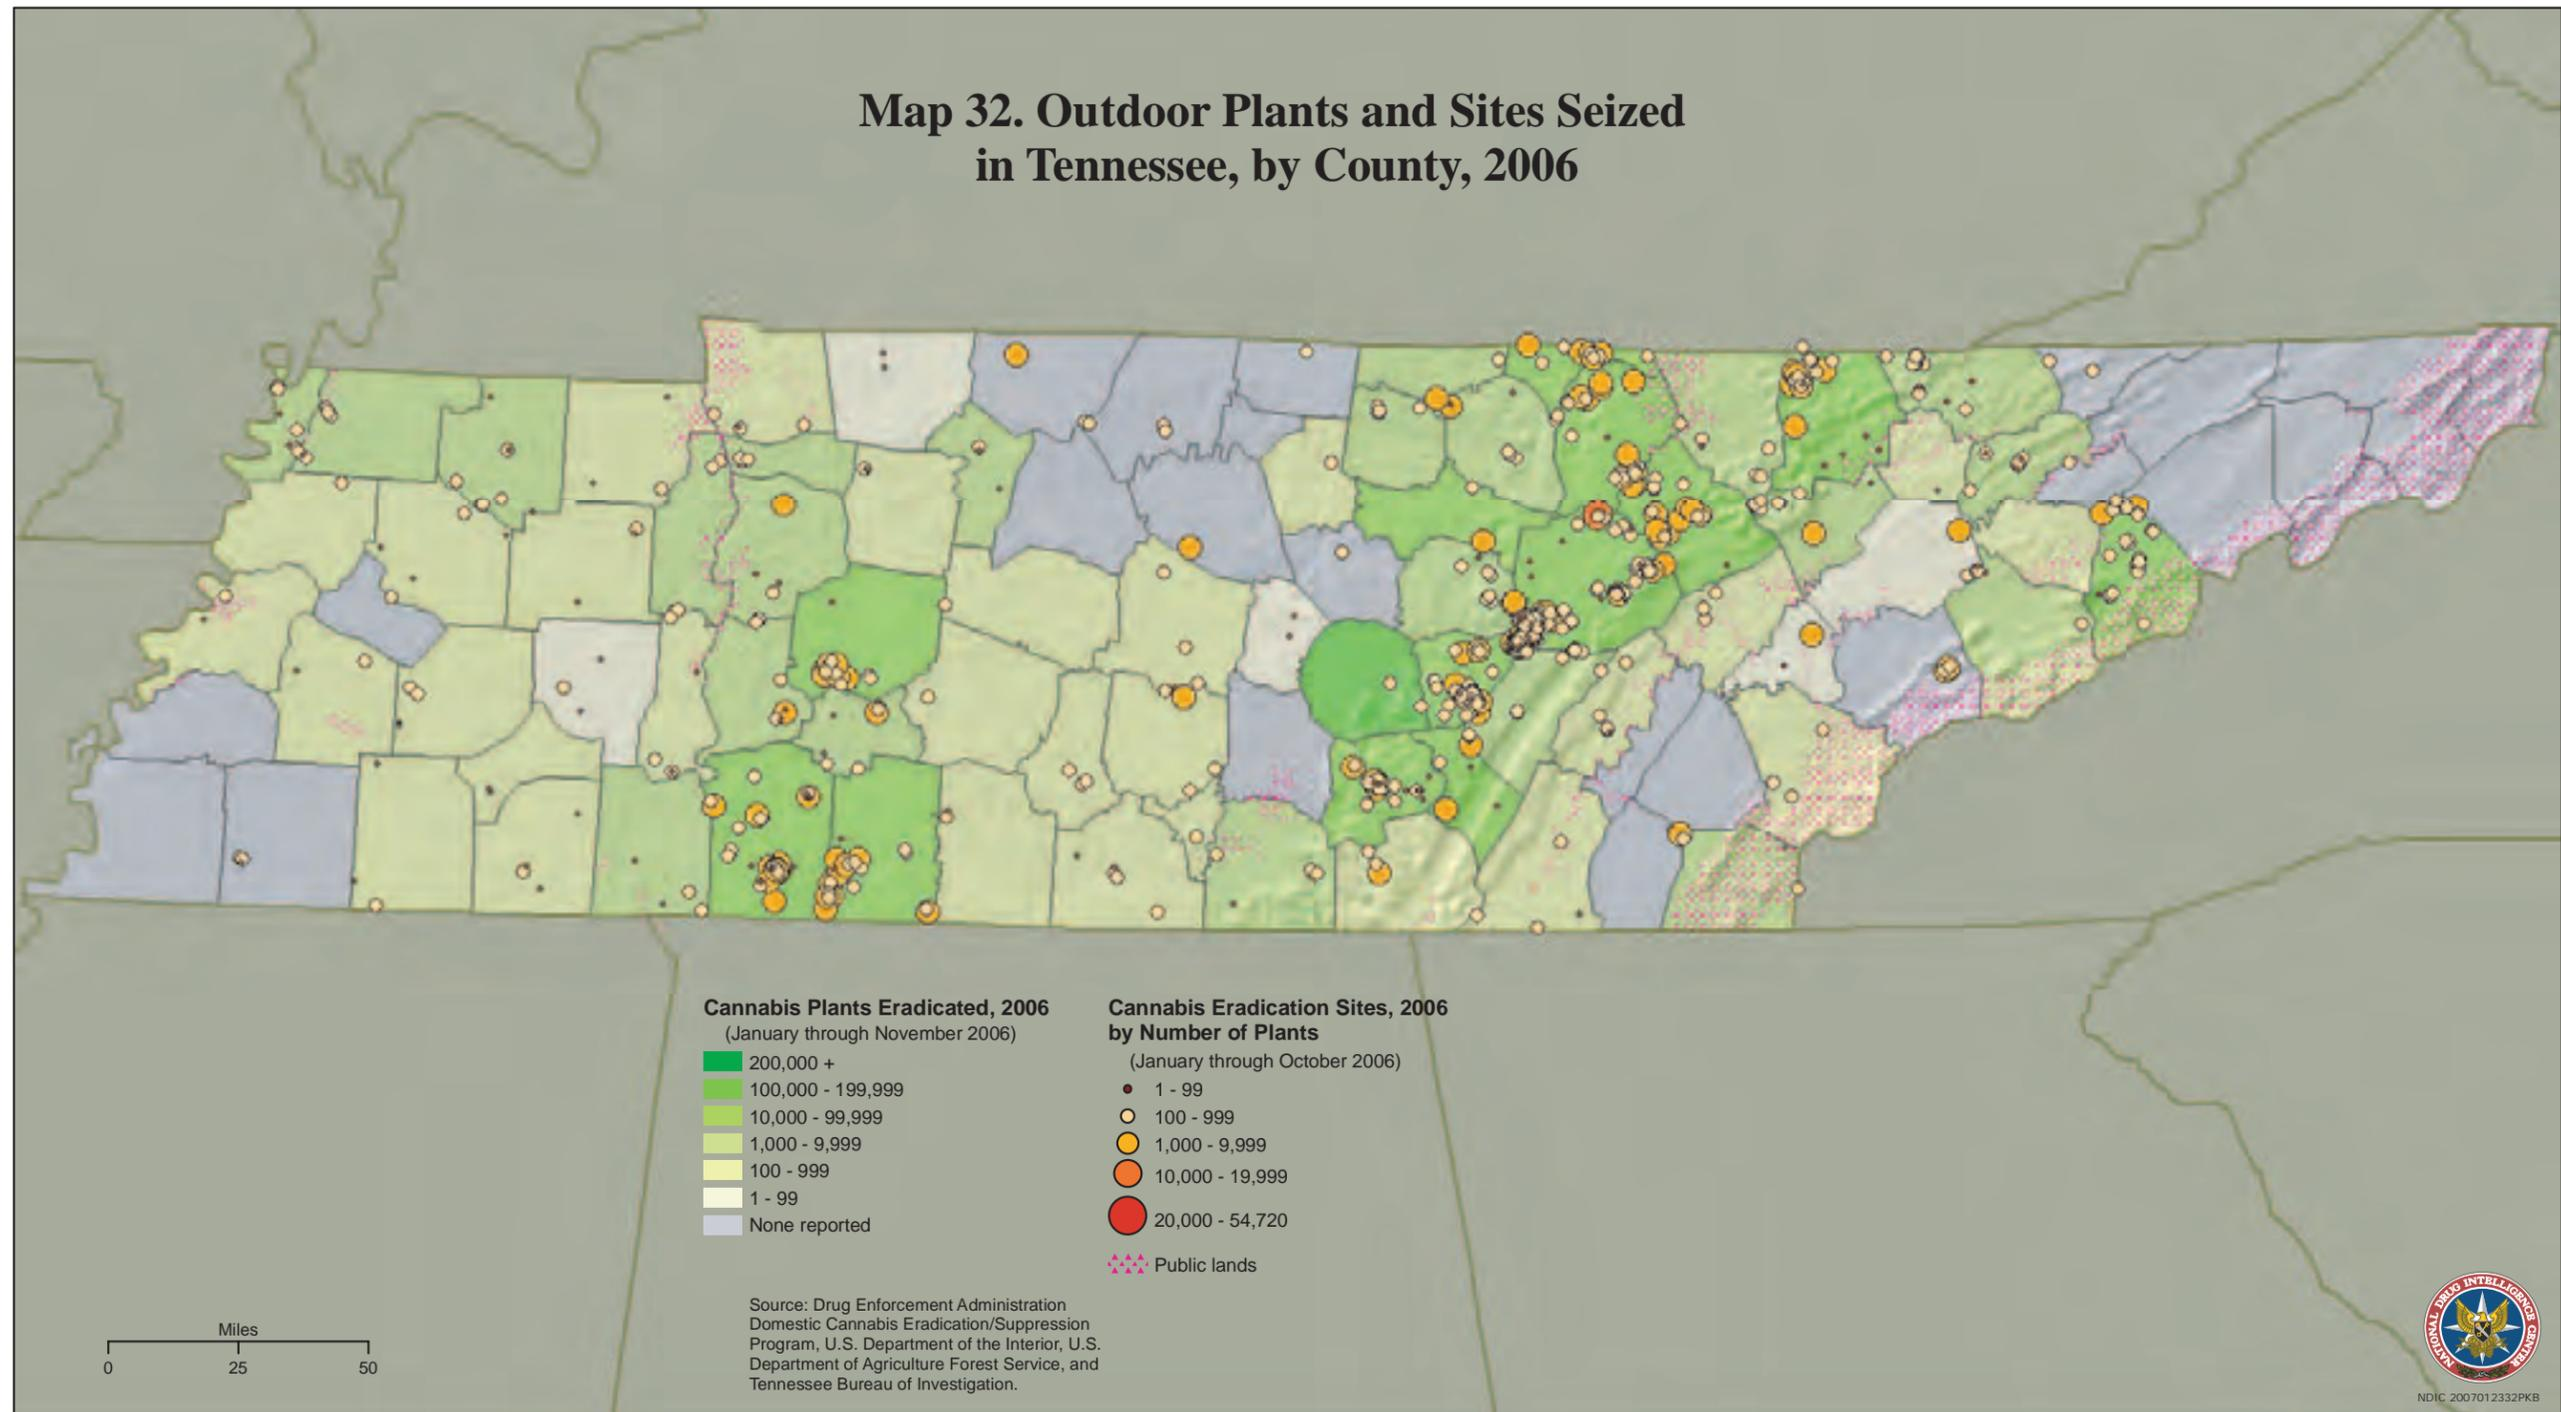 Map 32. Outdoor Plants and Sites Seized
in Tennessee, by County, 2006
Cannabis Plants Eradicated, 2006
(January through November 2006)
200,000 +
100,000 - 199,999
10,000 - 99,999
1,000 - 9,999
100 - 999
1 - 99
None reported
Cannabis Eradication Sites, 2006
by Number of Plants
(January through October 2006)
1 - 99
100 - 999
1,000 - 9,999
10,000 - 19,999
20,000 - 54,720
Public lands
Source: Drug Enforcement Administration
Domestic Cannabis Eradication/Suppression
Program, U.S. Department of the Interior, U.S.
Department of Agriculture Forest Service, and
Tennessee Bureau of Investigation.
Miles
0 25 50
NATIONAL DRUG INTELLIGENCE CENTER
NDIC 2007012332PKB